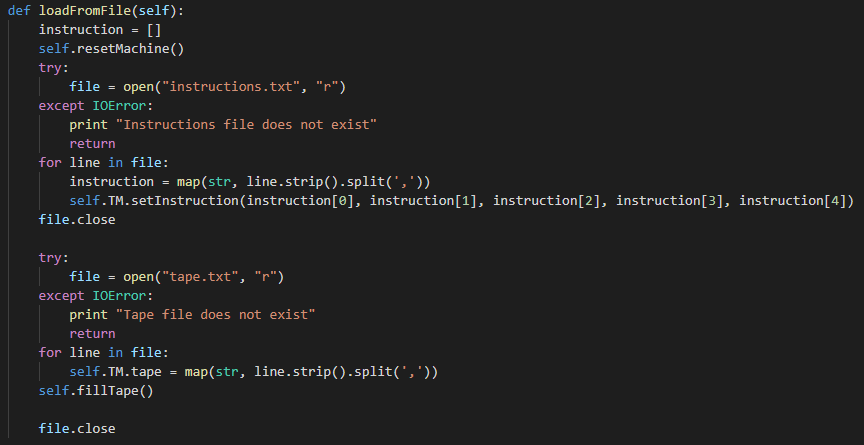 def loadFromFile(self):
    instruction = []
    self.resetMachine()
    try:
        file = open("instructions.txt", "r")
    except IOError:
        print "Instructions file does not exist"
        return
    for line in file:
        instruction = map(str, line.strip().split(','))
        self.TM.setInstruction(instruction[0], instruction[1], instruction[2], instruction[3], instruction[4])
    file.close

    try:
        file = open("tape.txt", "r")
    except IOError:
        print "Tape file does not exist"
        return
    for line in file:
        self.TM.tape = map(str, line.strip().split(','))
    self.fillTape()

    file.close